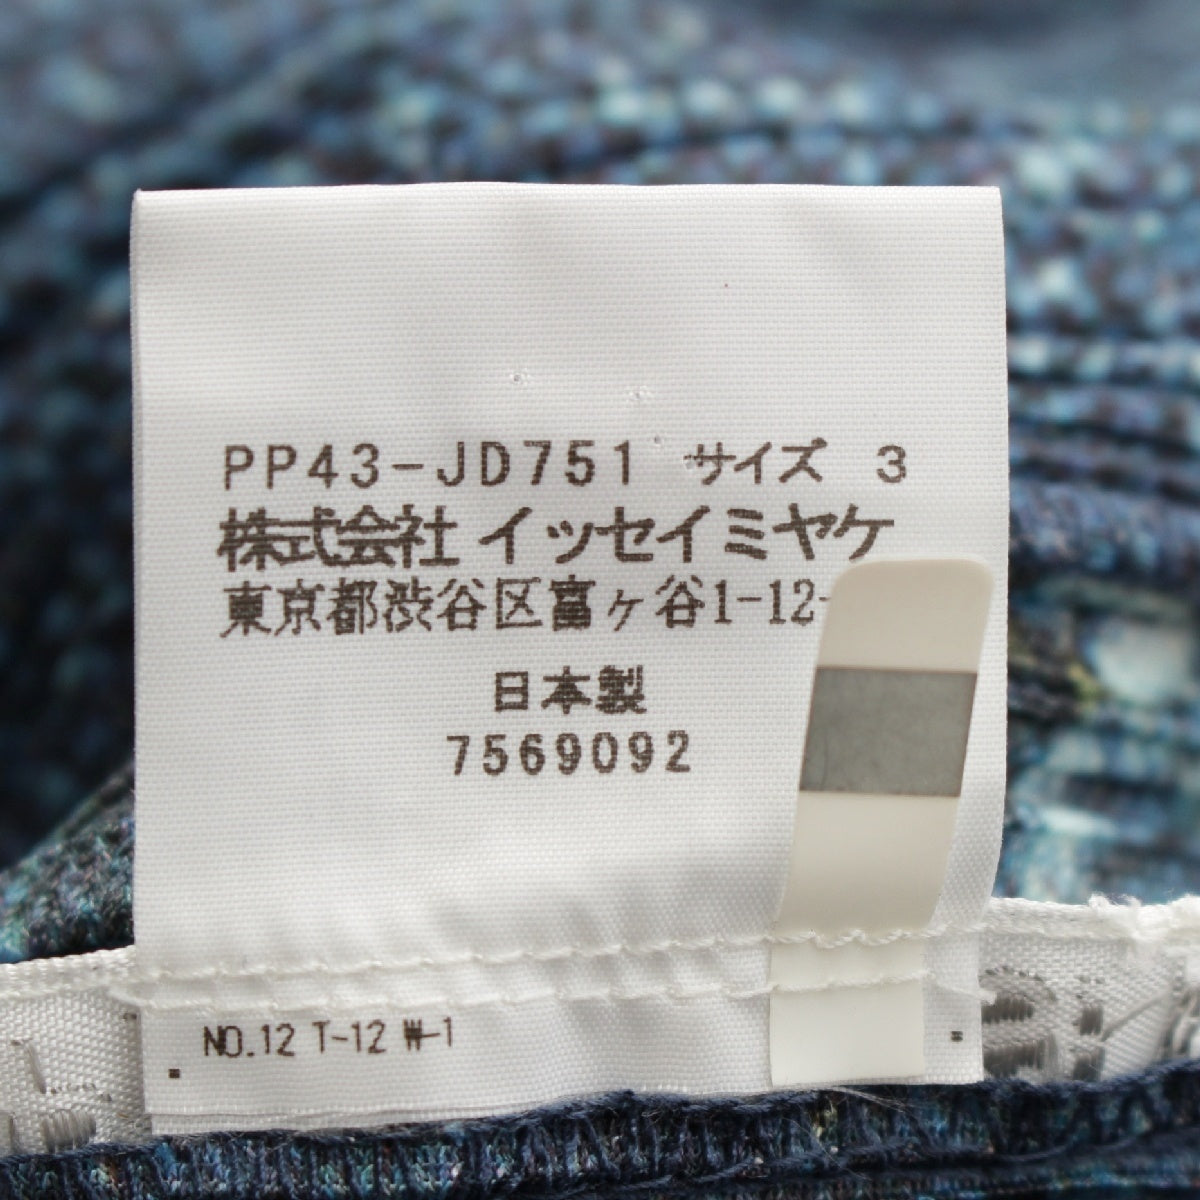 PP43-JD751 サイズ 3
株式会社 イッセイミヤケ
東京都渋谷区富ヶ谷1-12-
日本製
7569092
NO.12 T-12 W-1